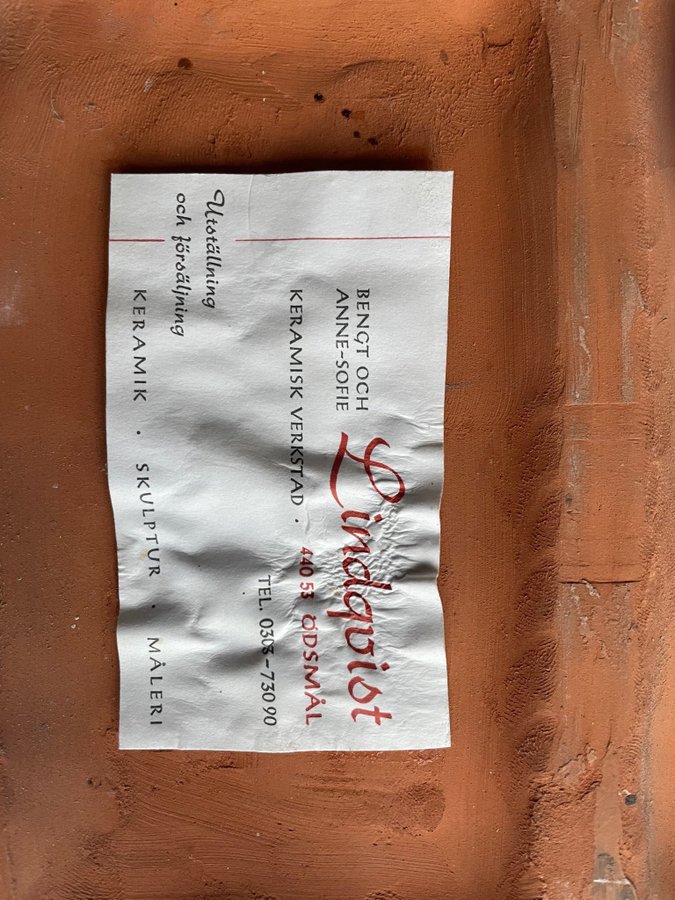 BENGT OCH
ANNE-SOFIE Lindqvist
KERAMISK VERKSTAD · 440 53 ÖDSMÅL
TEL. 0303-730 90
Utställning
och försäljning
KERAMIK · SKULPTUR · MÅLERI